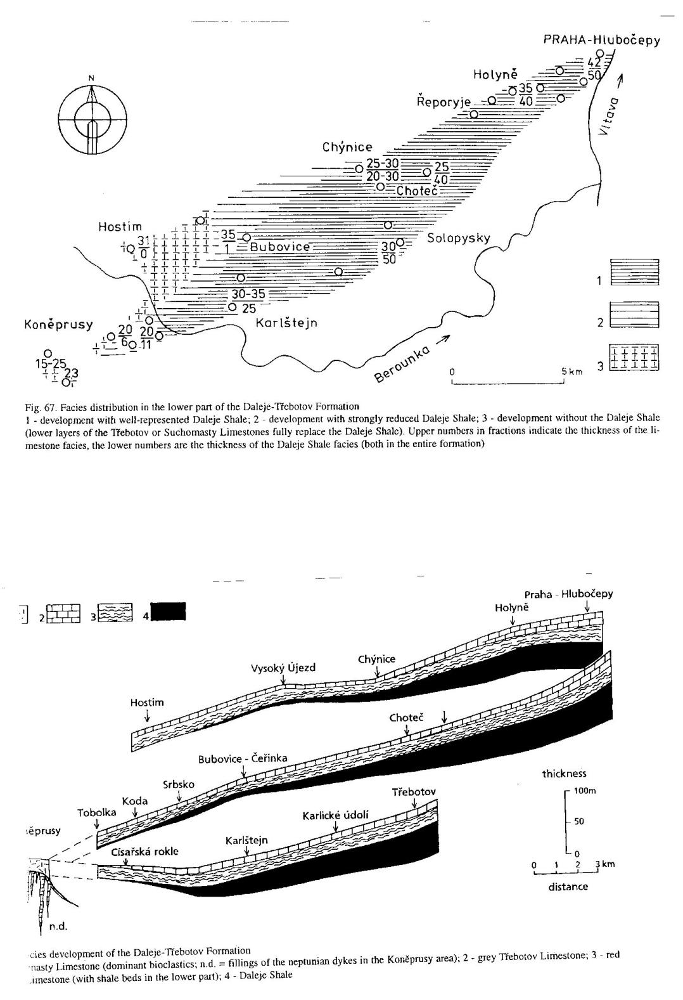 PRAHA-Hlubočepy
42
50
Holyně
35
40
Řeporyje
Vltava
N
Chýnice
25-30
20-30
25
40
Choteč
Hostim
31
0
35
1
Bubovice
Solopysky
30
50
1
30-35
25
Karlštejn
2
Koněprusy
20
6
20
11
15-25
23
Berounka
0 5 km
3
Fig. 67. Facies distribution in the lower part of the Daleje-Třebotov Formation
1 - development with well-represented Daleje Shale; 2 - development with strongly reduced Daleje Shale; 3 - development without the Daleje Shale
(lower layers of the Třebotov or Suchomasty Limestones fully replace the Daleje Shale). Upper numbers in fractions indicate the thickness of the li-
mestone facies, the lower numbers are the thickness of the Daleje Shale facies (both in the entire formation)
2 3 4
Praha - Hlubočepy
Holyně
Chýnice
Vysoký Újezd
Hostim
Choteč
Bubovice - Čeřinka
Srbsko
Koda
Tobolka
ěprusy
thickness
100m
50
0
Třebotov
Karlické údolí
Karlštejn
Císařská rokle
0 1 2 3 km
distance
n.d.
cies development of the Daleje-Třebotov Formation
nasty Limestone (dominant bioclastics; n.d. = fillings of the neptunian dykes in the Koněprusy area); 2 - grey Třebotov Limestone; 3 - red
imestone (with shale beds in the lower part); 4 - Daleje Shale